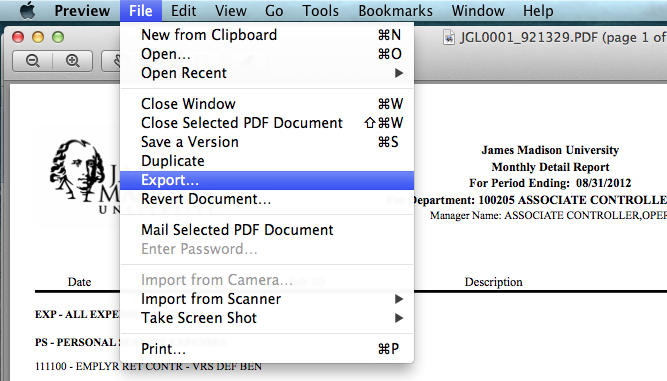 Preview File Edit View Go Tools Bookmarks Window Help
JGL0001_921329.PDF (page 1 of
New from Clipboard ⌘N
Open... ⌘O
Open Recent
Close Window ⌘W
Close Selected PDF Document ⇧⌘W
Save a Version ⌘S
Duplicate
Export...
Revert Document...
Mail Selected PDF Document
Enter Password...
Import from Camera...
Import from Scanner
Take Screen Shot
Print... ⌘P
James Madison University
Monthly Detail Report
For Period Ending: 08/31/2012
Department: 100205 ASSOCIATE CONTROLLE
Manager Name: ASSOCIATE CONTROLLER,OPER
Date Description
EXP - ALL EXPE
PS - PERSONAL
111100 - EMPLYR RET CONTR - VRS DEF BEN